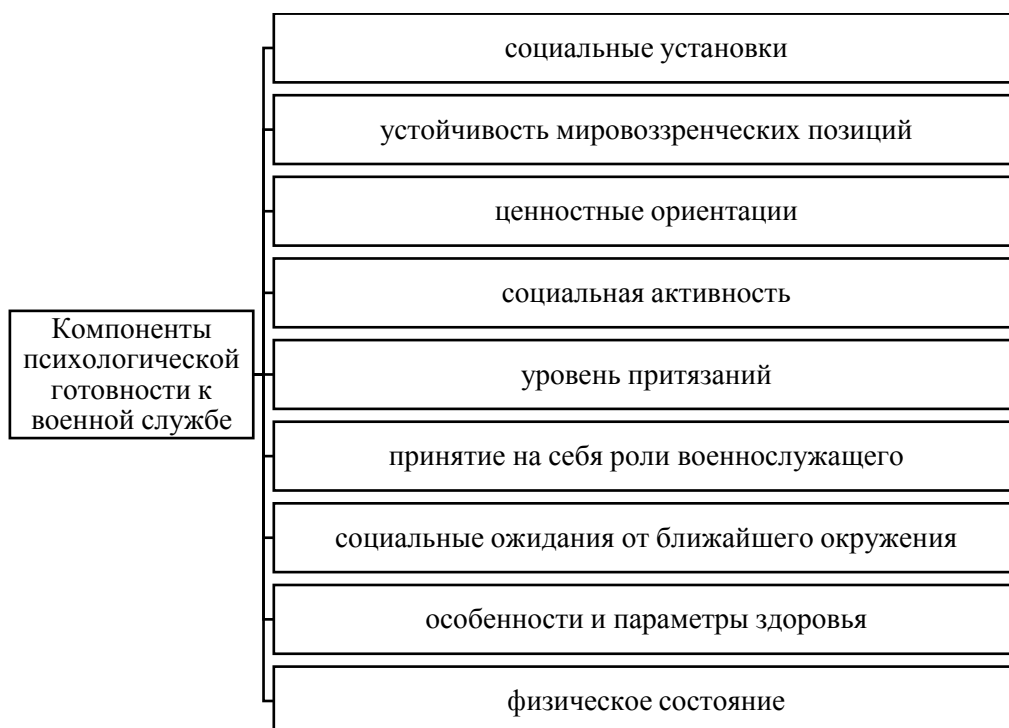 социальные установки
устойчивость мировоззренческих позиций
ценностные ориентации
социальная активность
Компоненты
психологической
готовности к
военной службе
уровень притязаний
принятие на себя роли военнослужащего
социальные ожидания от ближайшего окружения
особенности и параметры здоровья
физическое состояние